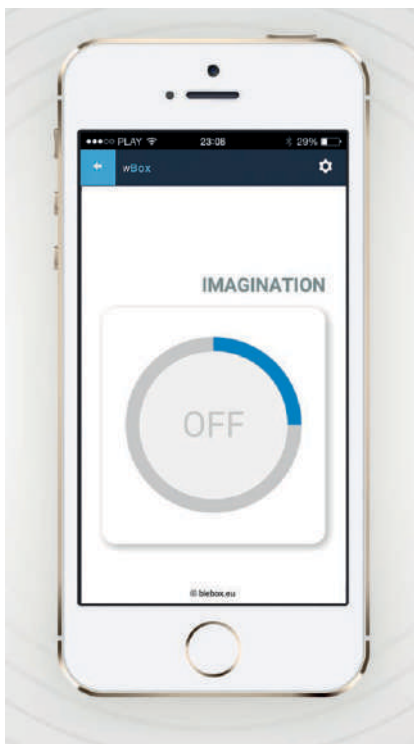 PLAY 23:06 29%
wBox
IMAGINATION
OFF
© blebox.eu